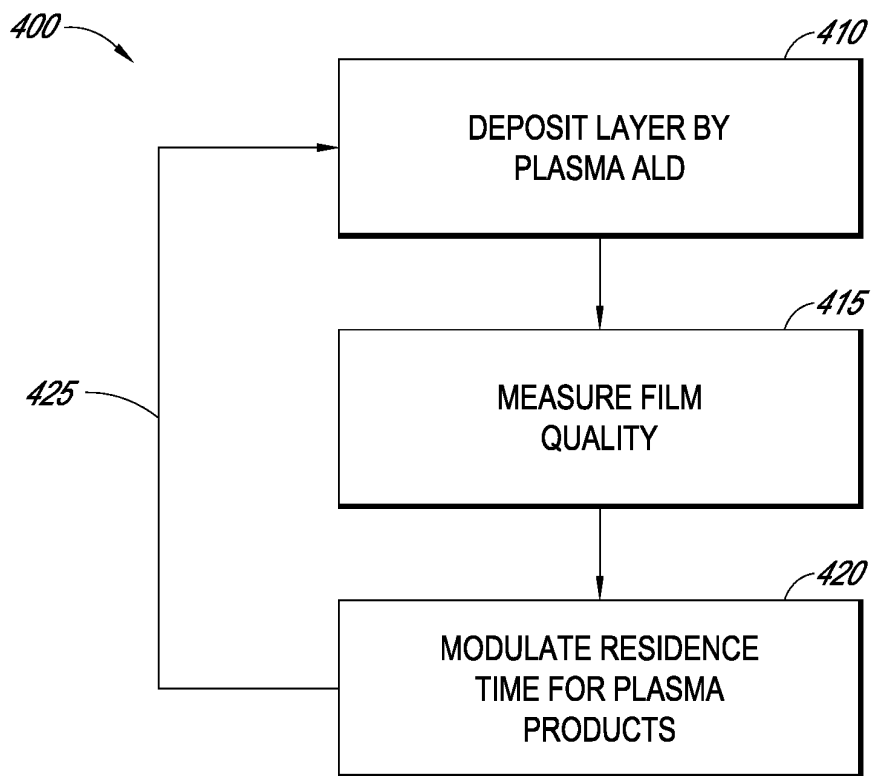 400
410
DEPOSIT LAYER BY
PLASMA ALD
415
425
MEASURE FILM
QUALITY
420
MODULATE RESIDENCE
TIME FOR PLASMA
PRODUCTS